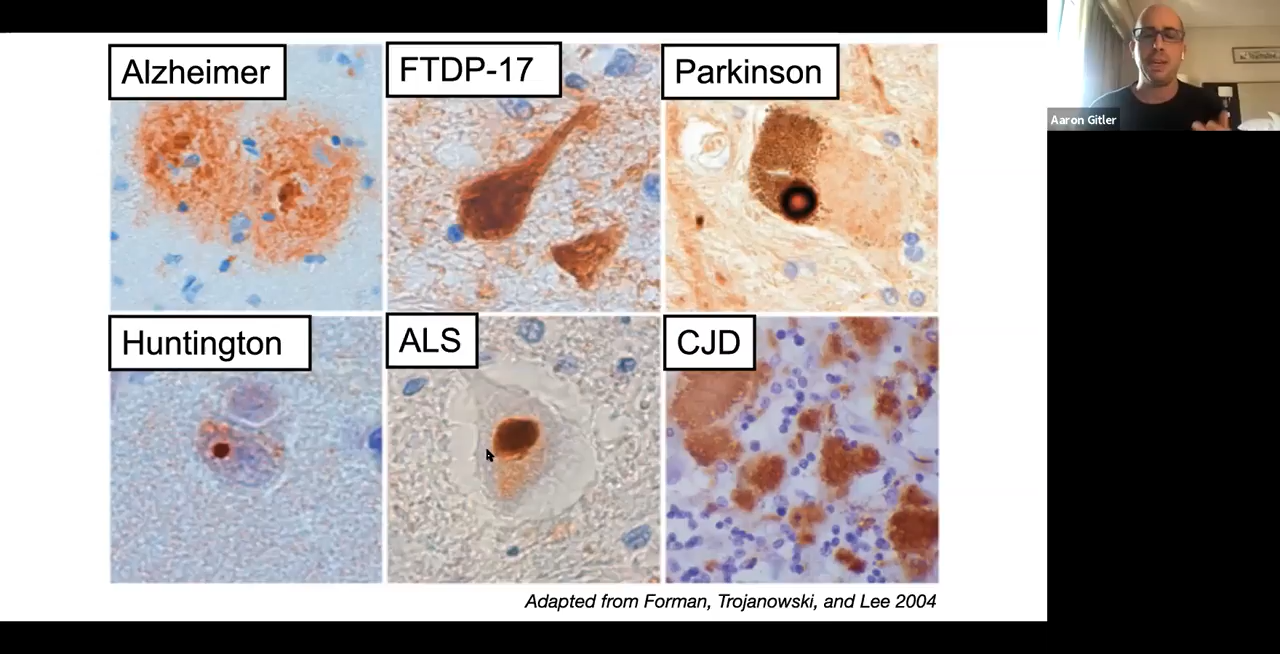 Alzheimer
FTDP-17
Parkinson
Aaron Gitler
Huntington
ALS
CJD
Adapted from Forman, Trojanowski, and Lee 2004